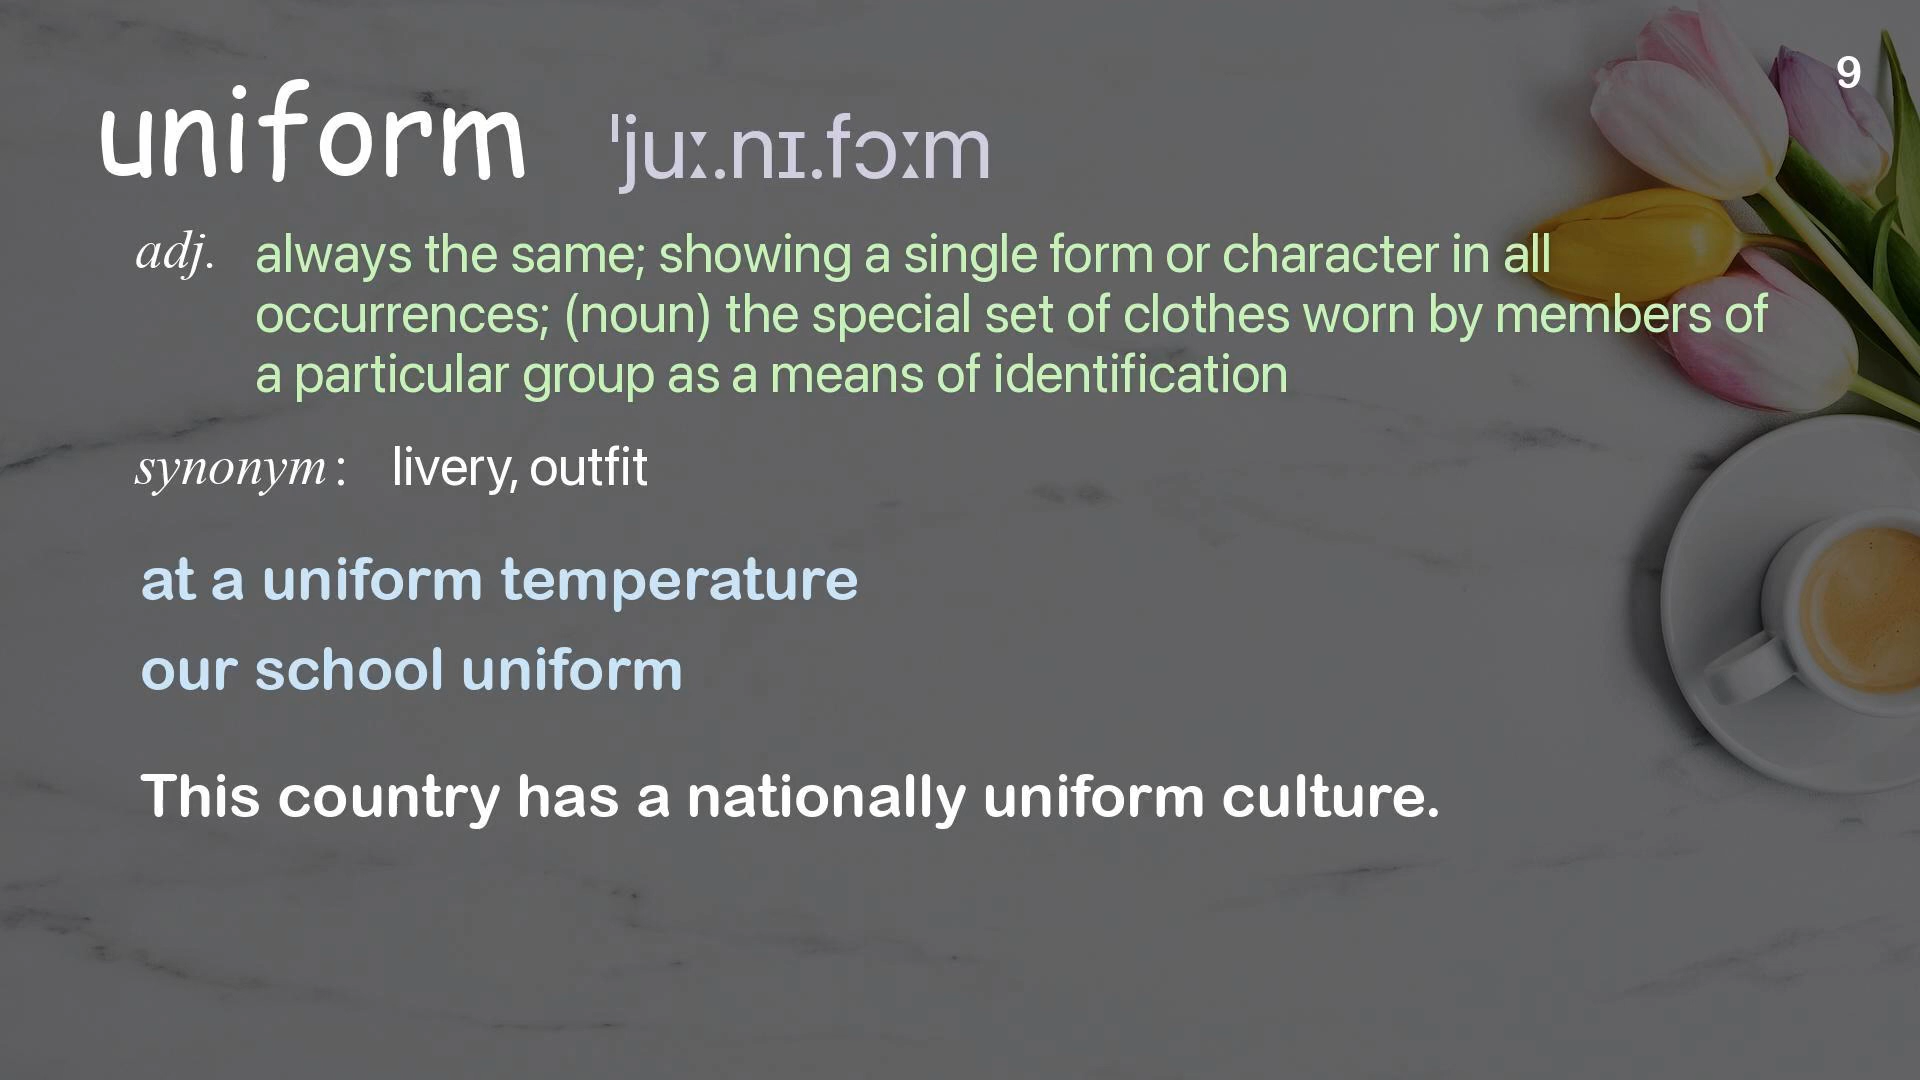 9
uniform ˈjuː.nɪ.fɔːm
adj. always the same; showing a single form or character in all
occurrences; (noun) the special set of clothes worn by members of
a particular group as a means of identification
synonym: livery, outfit
at a uniform temperature
our school uniform
This country has a nationally uniform culture.